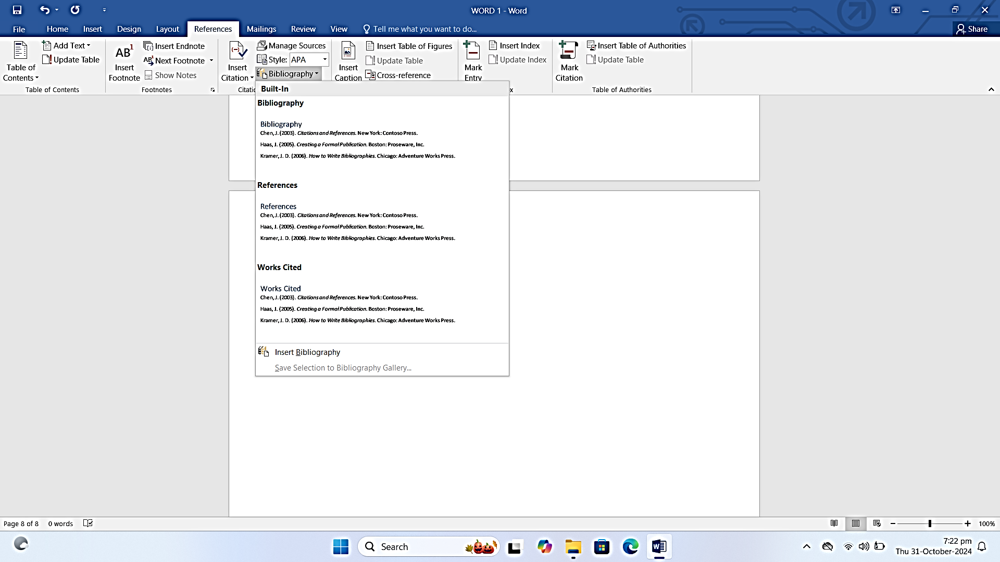 WORD 1 - Word
File Home Insert Design Layout References Mailings Review View Tell me what you want to do... Share
Table of Contents
Add Text
Update Table
Table of Contents
AB1 Insert Footnote
Insert Endnote
AB1 Next Footnote
Show Notes
Footnotes
Insert Citation
Manage Sources
Style: APA
Bibliography
Citatio
Insert Caption
Insert Table of Figures
Update Table
Cross-reference
Mark Entry
Insert Index
Update Index
x
Mark Citation
Insert Table of Authorities
Update Table
Table of Authorities
Built-In
Bibliography
Bibliography
Chen, J. (2003). Citations and References. New York: Contoso Press.
Haas, J. (2005). Creating a Formal Publication. Boston: Proseware, Inc.
Kramer, J. D. (2006). How to Write Bibliographies. Chicago: Adventure Works Press.
References
References
Chen, J. (2003). Citations and References. New York: Contoso Press.
Haas, J. (2005). Creating a Formal Publication. Boston: Proseware, Inc.
Kramer, J. D. (2006). How to Write Bibliographies. Chicago: Adventure Works Press.
Works Cited
Works Cited
Chen, J. (2003). Citations and References. New York: Contoso Press.
Haas, J. (2005). Creating a Formal Publication. Boston: Proseware, Inc.
Kramer, J. D. (2006). How to Write Bibliographies. Chicago: Adventure Works Press.
Insert Bibliography
Save Selection to Bibliography Gallery...
Page 8 of 8 0 words 100%
Search
7:22 pm
Thu 31-October-2024